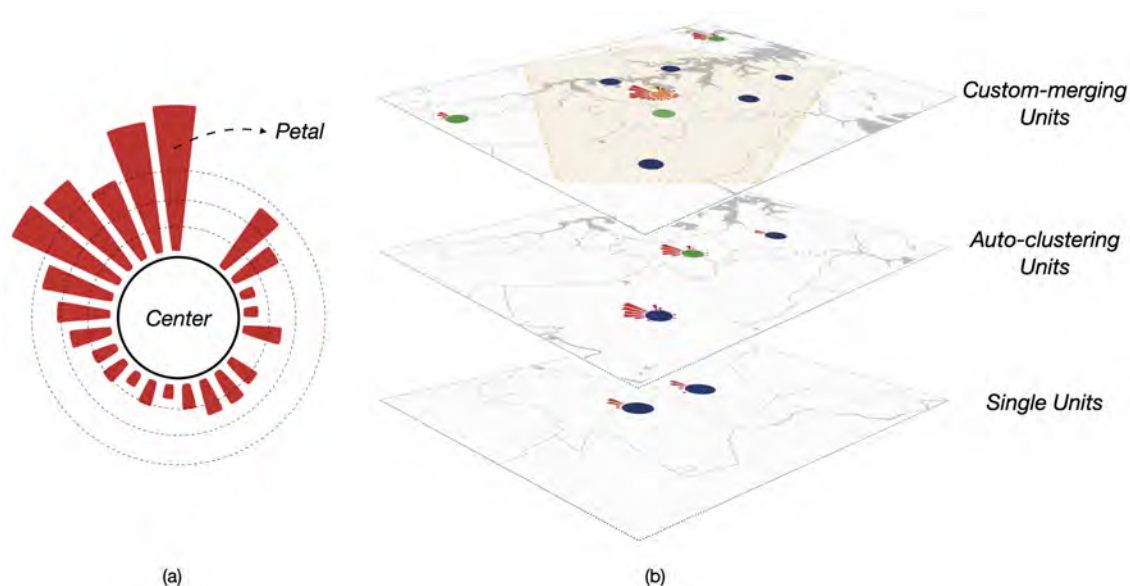 Petal
Center
(a)
Custom-merging
Units
Auto-clustering
Units
Single Units
(b)